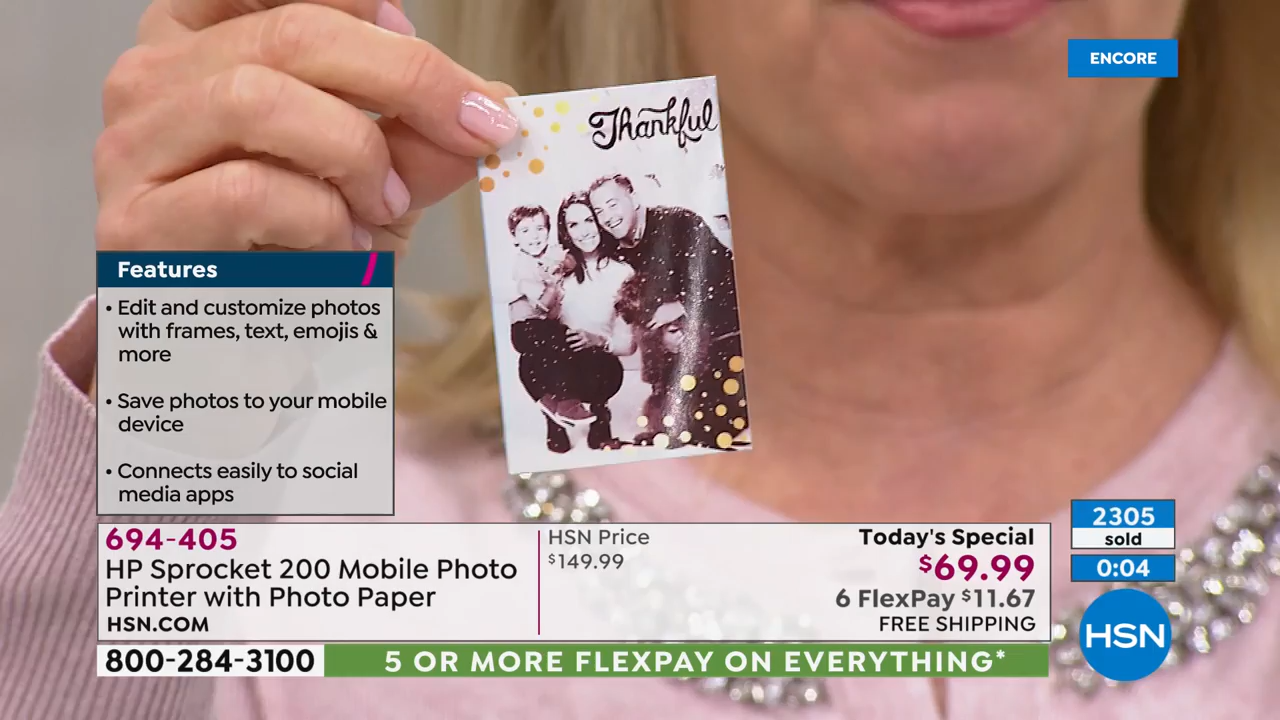 ENCORE
Thankful
Features
• Edit and customize photos
with frames, text, emojis &
more
• Save photos to your mobile
device
• Connects easily to social
media apps
694-405
HP Sprocket 200 Mobile Photo
Printer with Photo Paper
HSN.COM
HSN Price
$149.99
Today's Special
$69.99
6 FlexPay $11.67
FREE SHIPPING
2305
sold
0:04
HSN
800-284-3100
5 OR MORE FLEXPAY ON EVERYTHING*